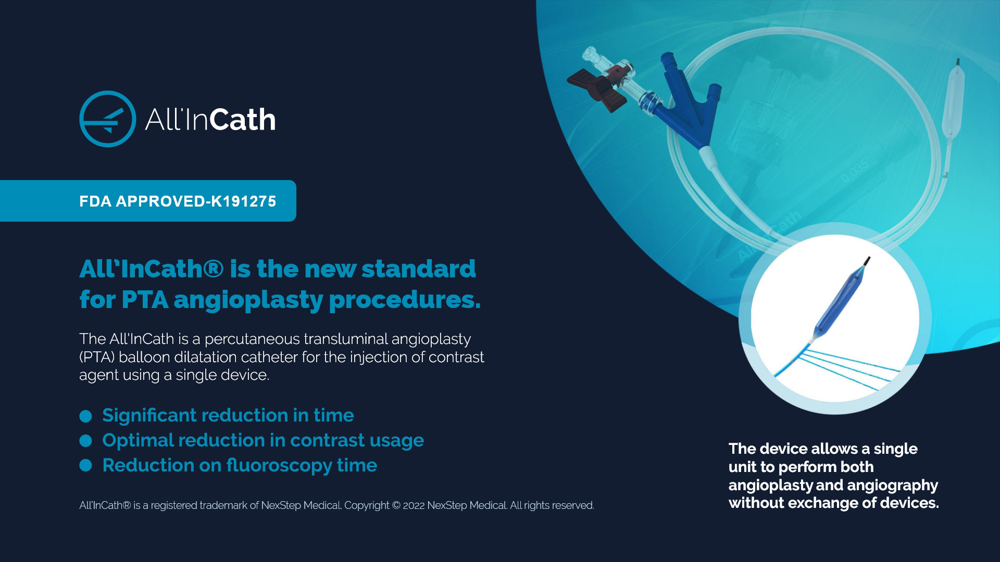 All'InCath
FDA APPROVED-K191275
All'InCath® is the new standard
for PTA angioplasty procedures.
The All'InCath is a percutaneous transluminal angioplasty
(PTA) balloon dilatation catheter for the injection of contrast
agent using a single device.
Significant reduction in time
Optimal reduction in contrast usage
Reduction on fluoroscopy time
All'InCath® is a registered trademark of NexStep Medical. Copyright © 2022 NexStep Medical. All rights reserved.
0.035
The device allows a single
unit to perform both
angioplasty and angiography
without exchange of devices.